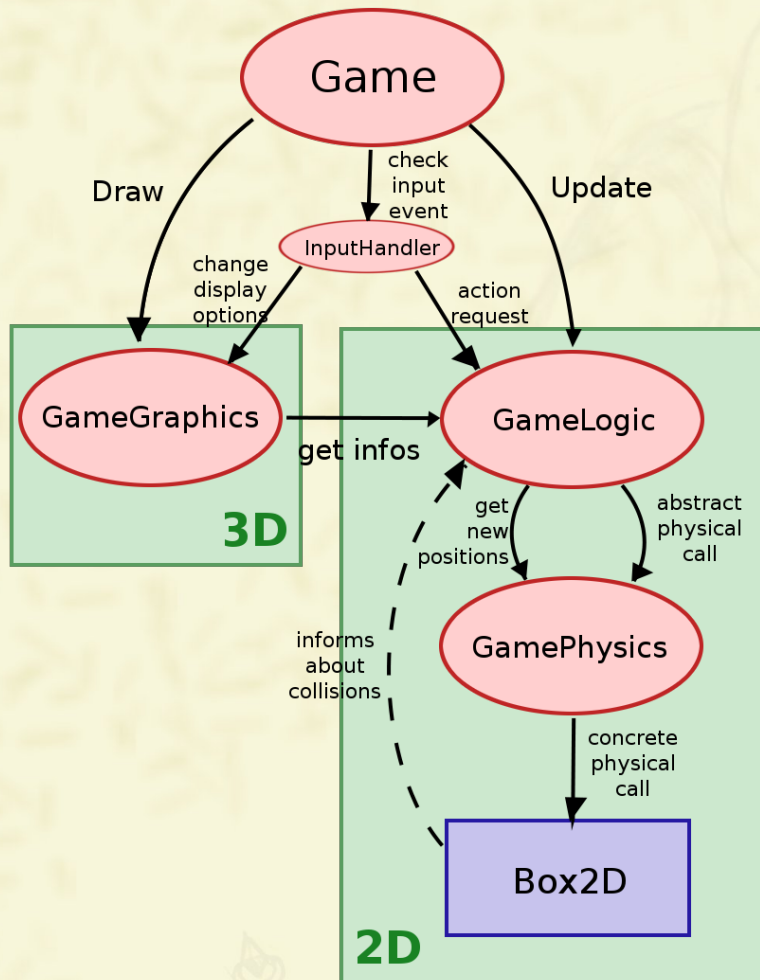 Game
check
input
event
Draw
Update
InputHandler
change
display
options
action
request
GameGraphics
get infos
GameLogic
3D
get
new
positions
abstract
physical
call
informs
about
collisions
GamePhysics
concrete
physical
call
Box2D
2D